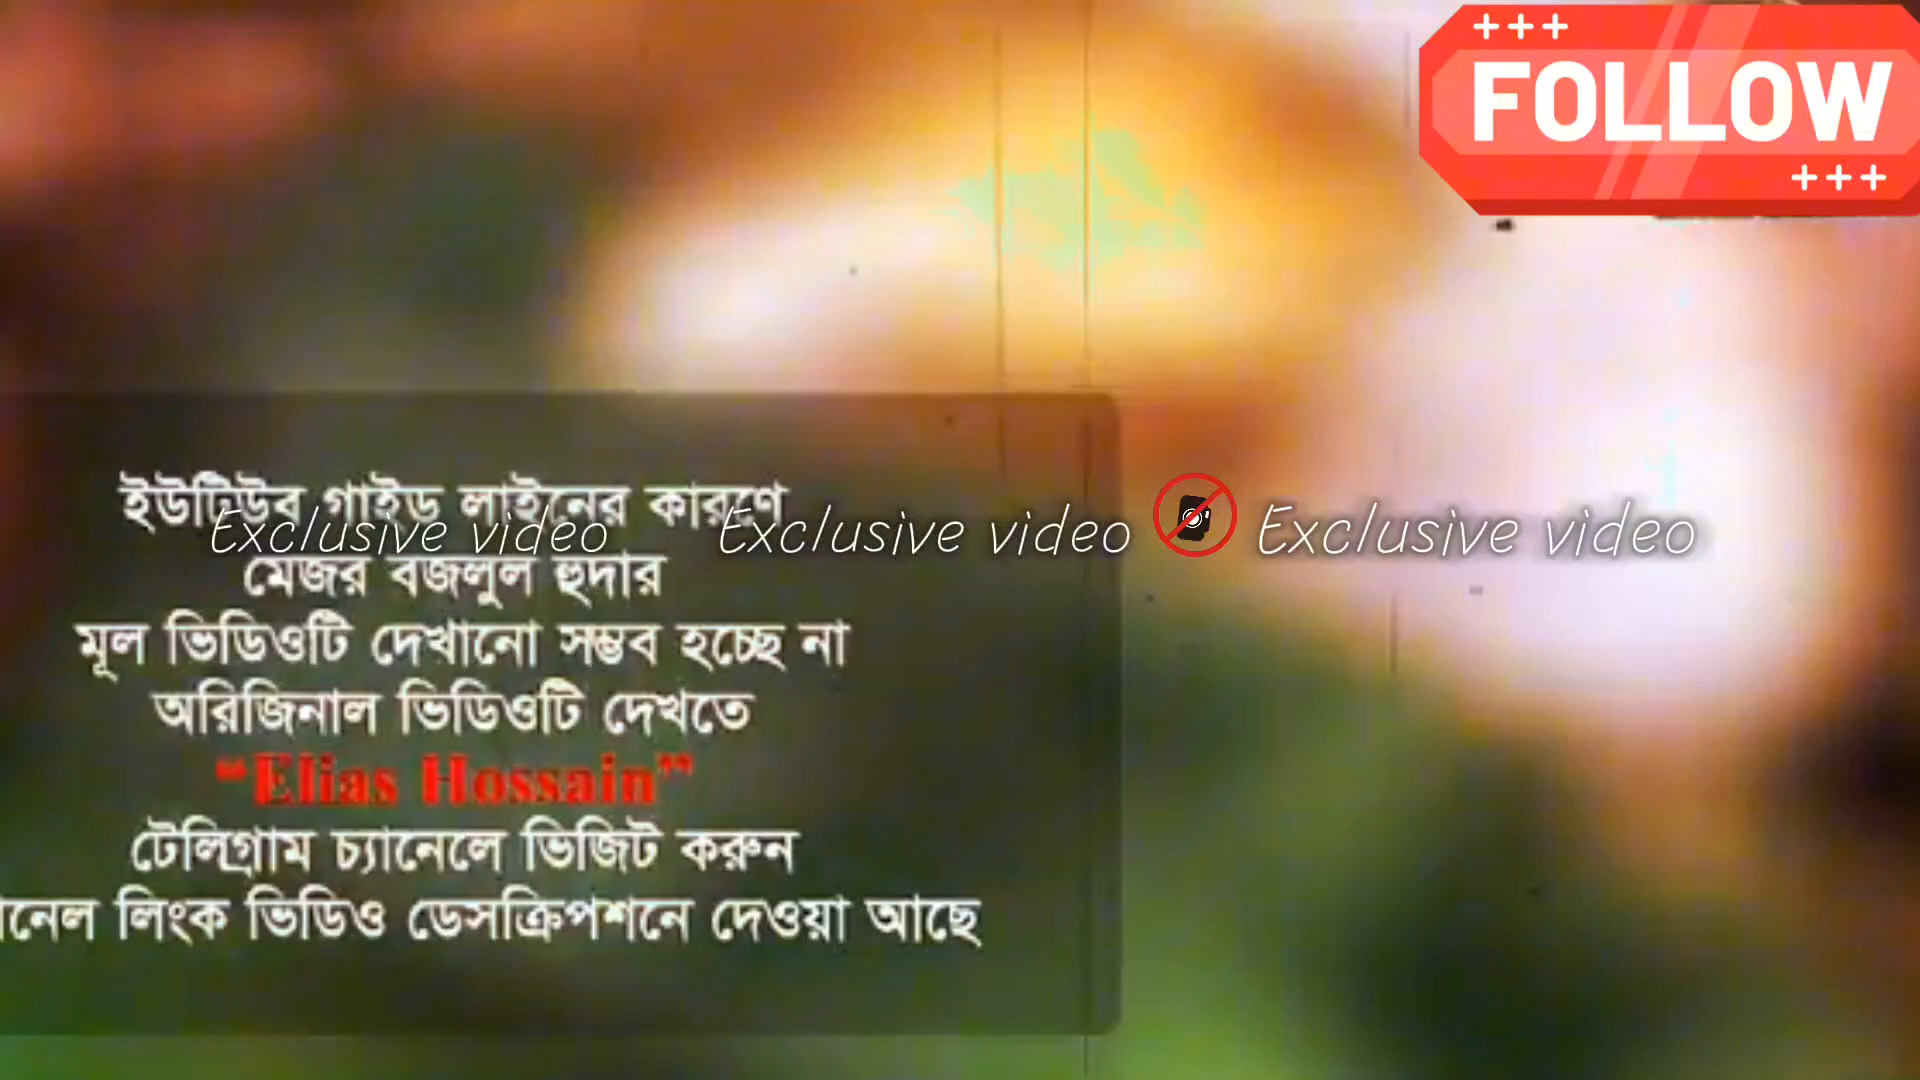 +++
FOLLOW
+++
ইউটিউব গাইড লাইনের কারণে
Exclusive video Exclusive video Exclusive video
মেজর বজলুল হুদার
মূল ভিডিওটি দেখানো সম্ভব হচ্ছে না
অরিজিনাল ভিডিওটি দেখতে
“Elias Hossain”
টেলিগ্রাম চ্যানেলে ভিজিট করুন
লিংক ভিডিও ডেসক্রিপশনে দেওয়া আছে